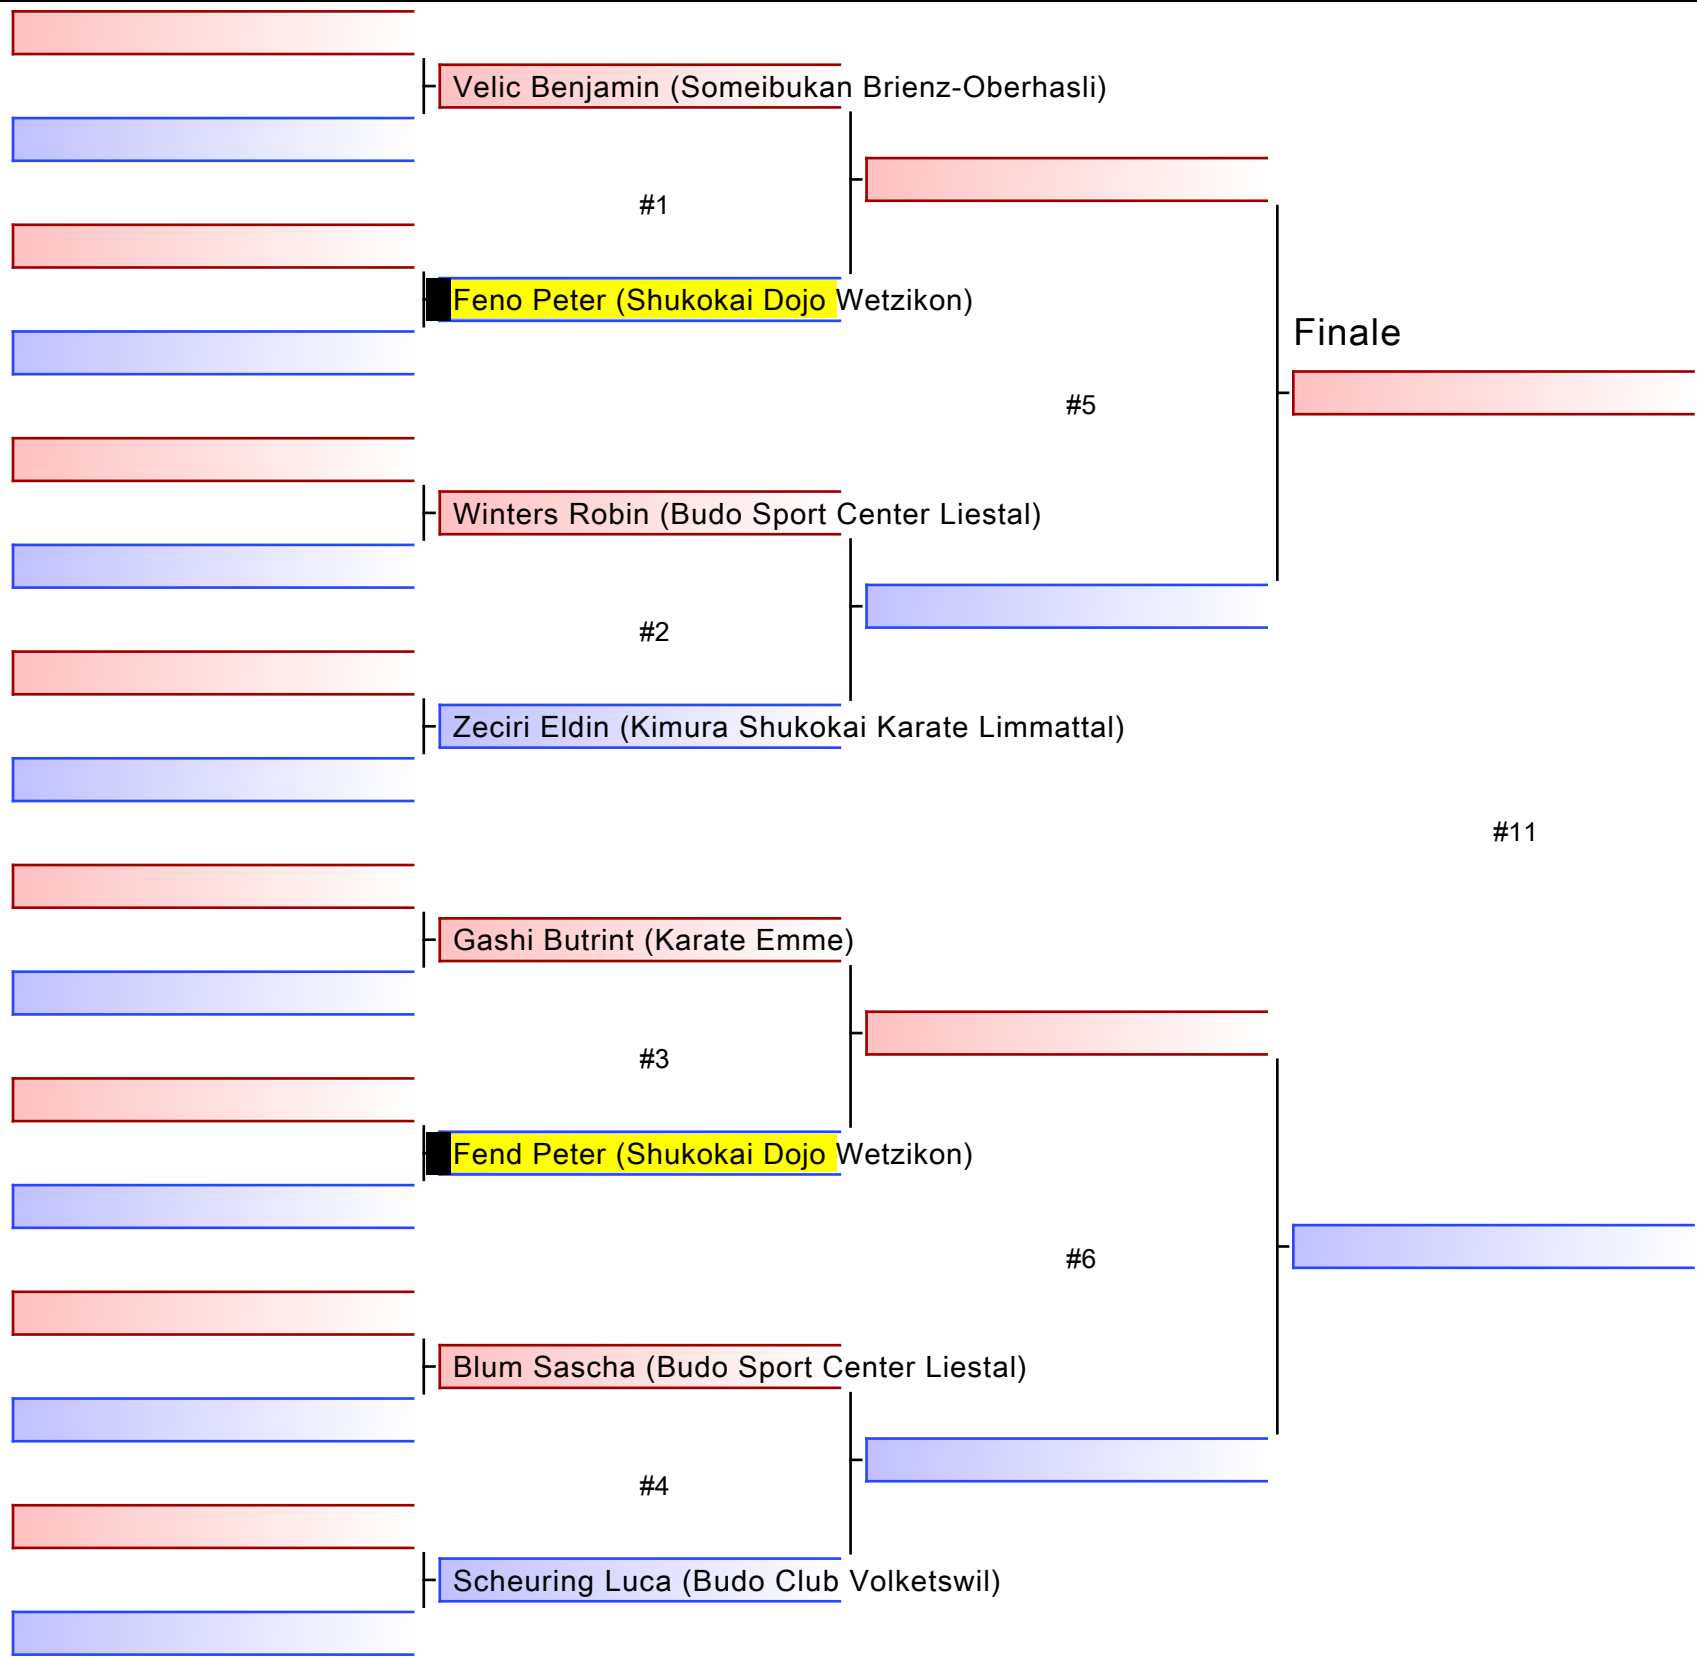 Velic Benjamin (Someibukan Brienz-Oberhasli)
#1
Feno Peter (Shukokai Dojo Wetzikon)
Finale
#5
Winters Robin (Budo Sport Center Liestal)
#2
Zeciri Eldin (Kimura Shukokai Karate Limmattal)
#11
Gashi Butrint (Karate Emme)
#3
Fend Peter (Shukokai Dojo Wetzikon)
#6
Blum Sascha (Budo Sport Center Liestal)
#4
Scheuring Luca (Budo Club Volketswil)